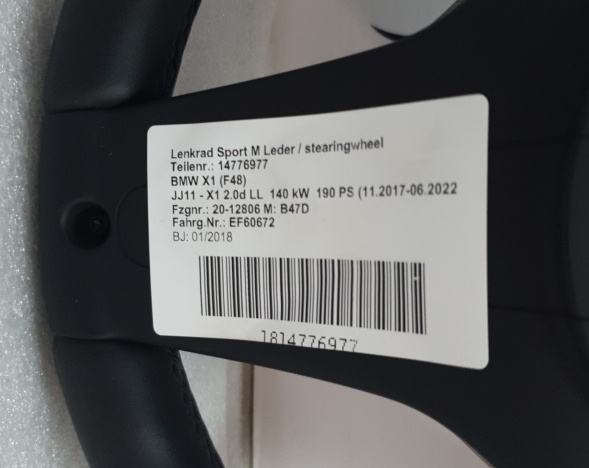 Lenkrad Sport M Leder / stearingwheel
Teilenr.: 14776977
BMW X1 (F48)
JJ11 - X1 2.0d LL 140 kW 190 PS (11.2017-06.2022
Fzgnr.: 20-12806 M: B47D
Fahrg.Nr.: EF60672
BJ: 01/2018
1814776977